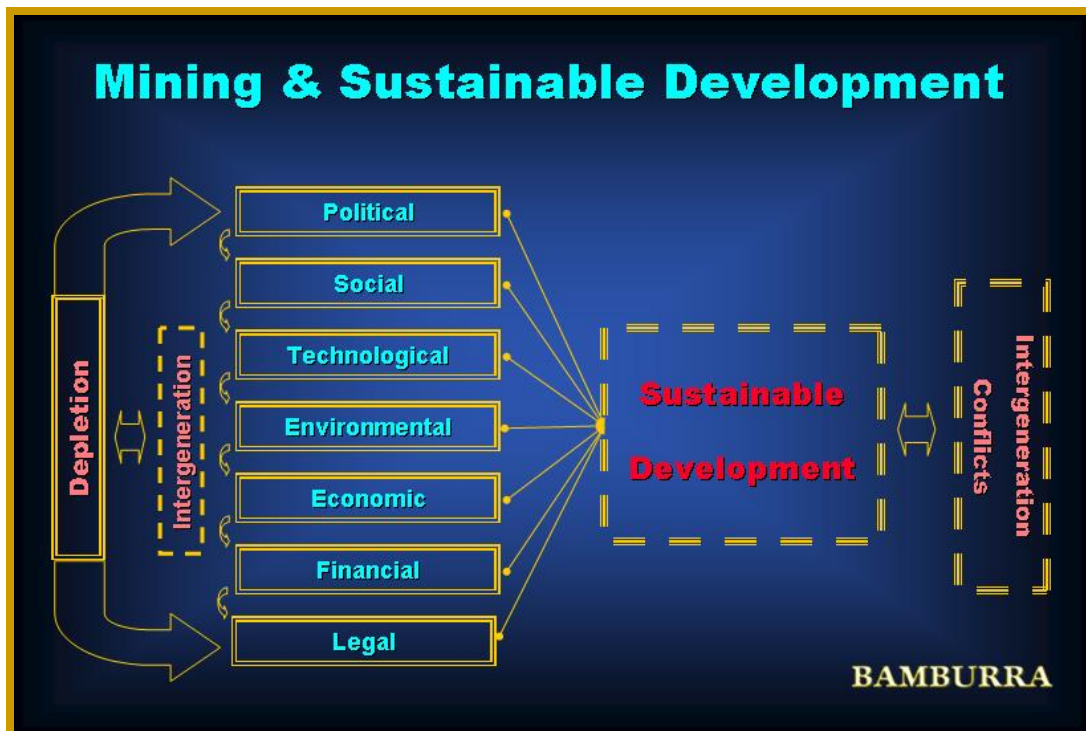 Mining & Sustainable Development
Political
Social
Technological
Environmental
Economic
Financial
Legal
Depletion
Intergeneration
Sustainable
Development
Intergeneration
Conflicts
BAMBURRA